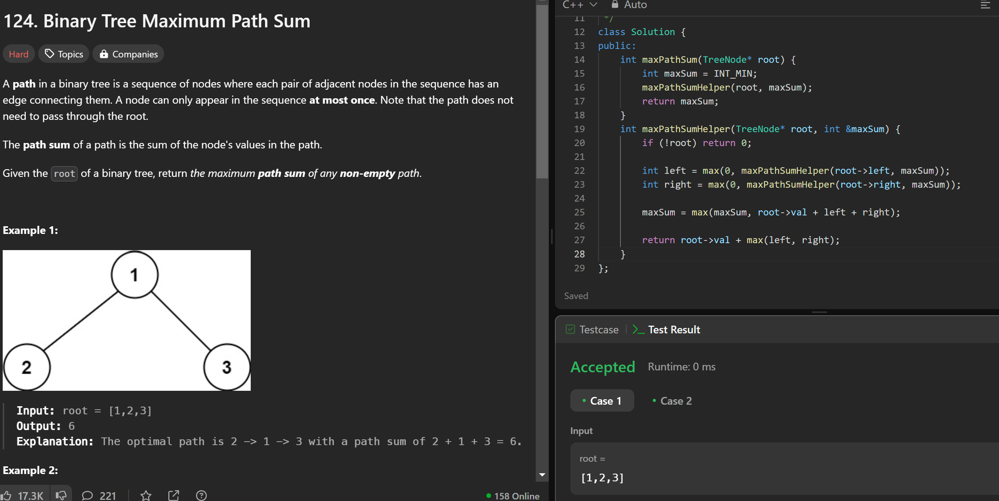 124. Binary Tree Maximum Path Sum
Hard
Topics
Companies
A path in a binary tree is a sequence of nodes where each pair of adjacent nodes in the sequence has an
edge connecting them. A node can only appear in the sequence at most once. Note that the path does not
need to pass through the root.
The path sum of a path is the sum of the node's values in the path.
Given the root of a binary tree, return the maximum path sum of any non-empty path.
Example 1:
1
2
3
Input: root = [1,2,3]
Output: 6
Explanation: The optimal path is 2 -> 1 -> 3 with a path sum of 2 + 1 + 3 = 6.
Example 2:
17.3K
221
158 Online
C++
Auto
11 */
12 class Solution {
13 public:
14     int maxPathSum(TreeNode* root) {
15         int maxSum = INT_MIN;
16         maxPathSumHelper(root, maxSum);
17         return maxSum;
18     }
19     int maxPathSumHelper(TreeNode* root, int &maxSum) {
20         if (!root) return 0;
21
22         int left = max(0, maxPathSumHelper(root->left, maxSum));
23         int right = max(0, maxPathSumHelper(root->right, maxSum));
24
25         maxSum = max(maxSum, root->val + left + right);
26
27         return root->val + max(left, right);
28     }
29 };
Saved
Testcase
Test Result
Accepted
Runtime: 0 ms
• Case 1
• Case 2
Input
root =
[1,2,3]